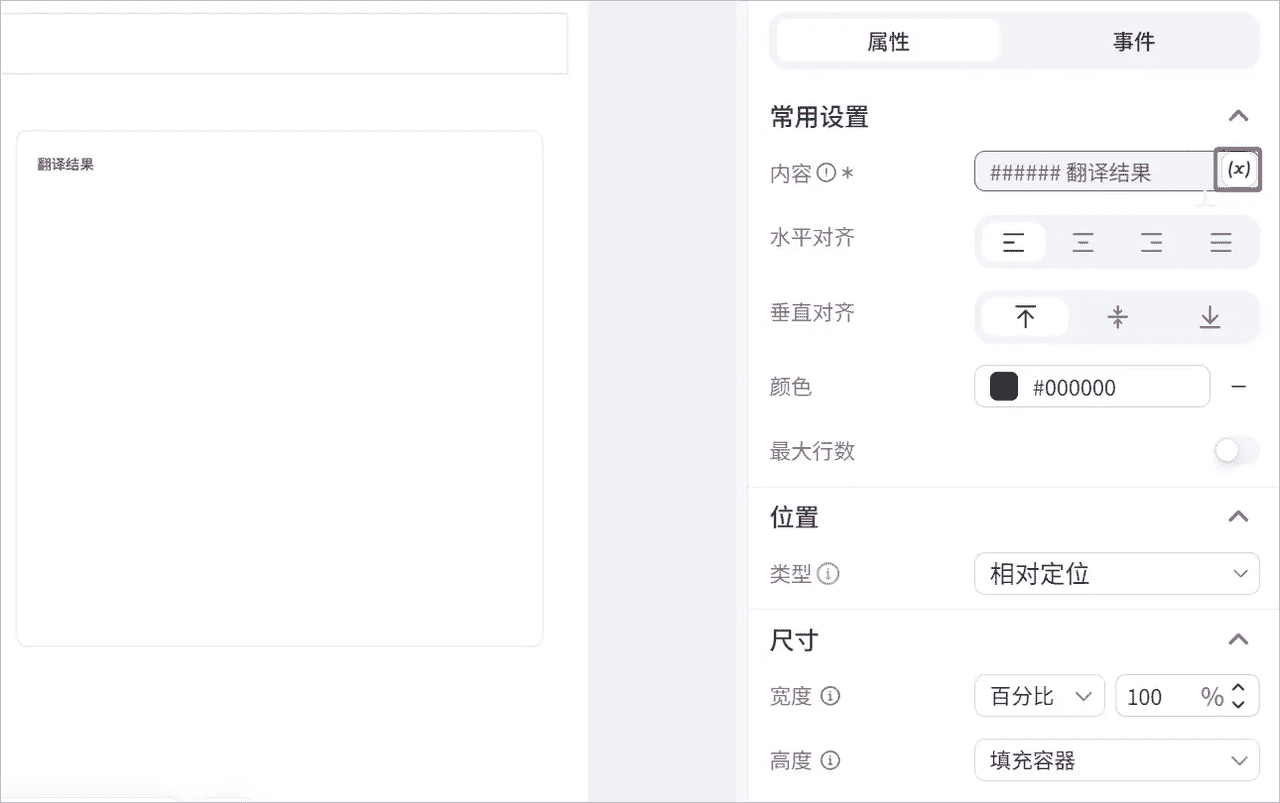 翻译结果
属性 事件
常用设置
内容 * ###### 翻译结果 (x)
水平对齐
垂直对齐
颜色 #000000
最大行数
位置
类型 相对定位
尺寸
宽度 百分比 100 %
高度 填充容器